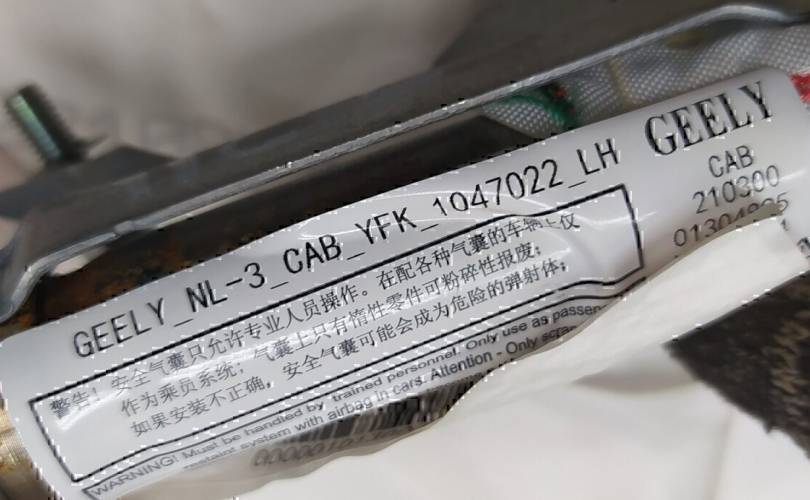 GEELY_NL-3_CAB_YFK_1047022_LH
GEELY
CAB
210300
警告！安全气囊只允许专业人员操作。在配各种气囊的车辆上仅
作为乘员系统；气囊上只有惰性零件可粉碎性报废；
如果安装不正确，安全气囊可能会成为危险的弹射体；
WARNING! Must be handled by trained personnel. Only use as
system with airbag in cars. Attention - Only